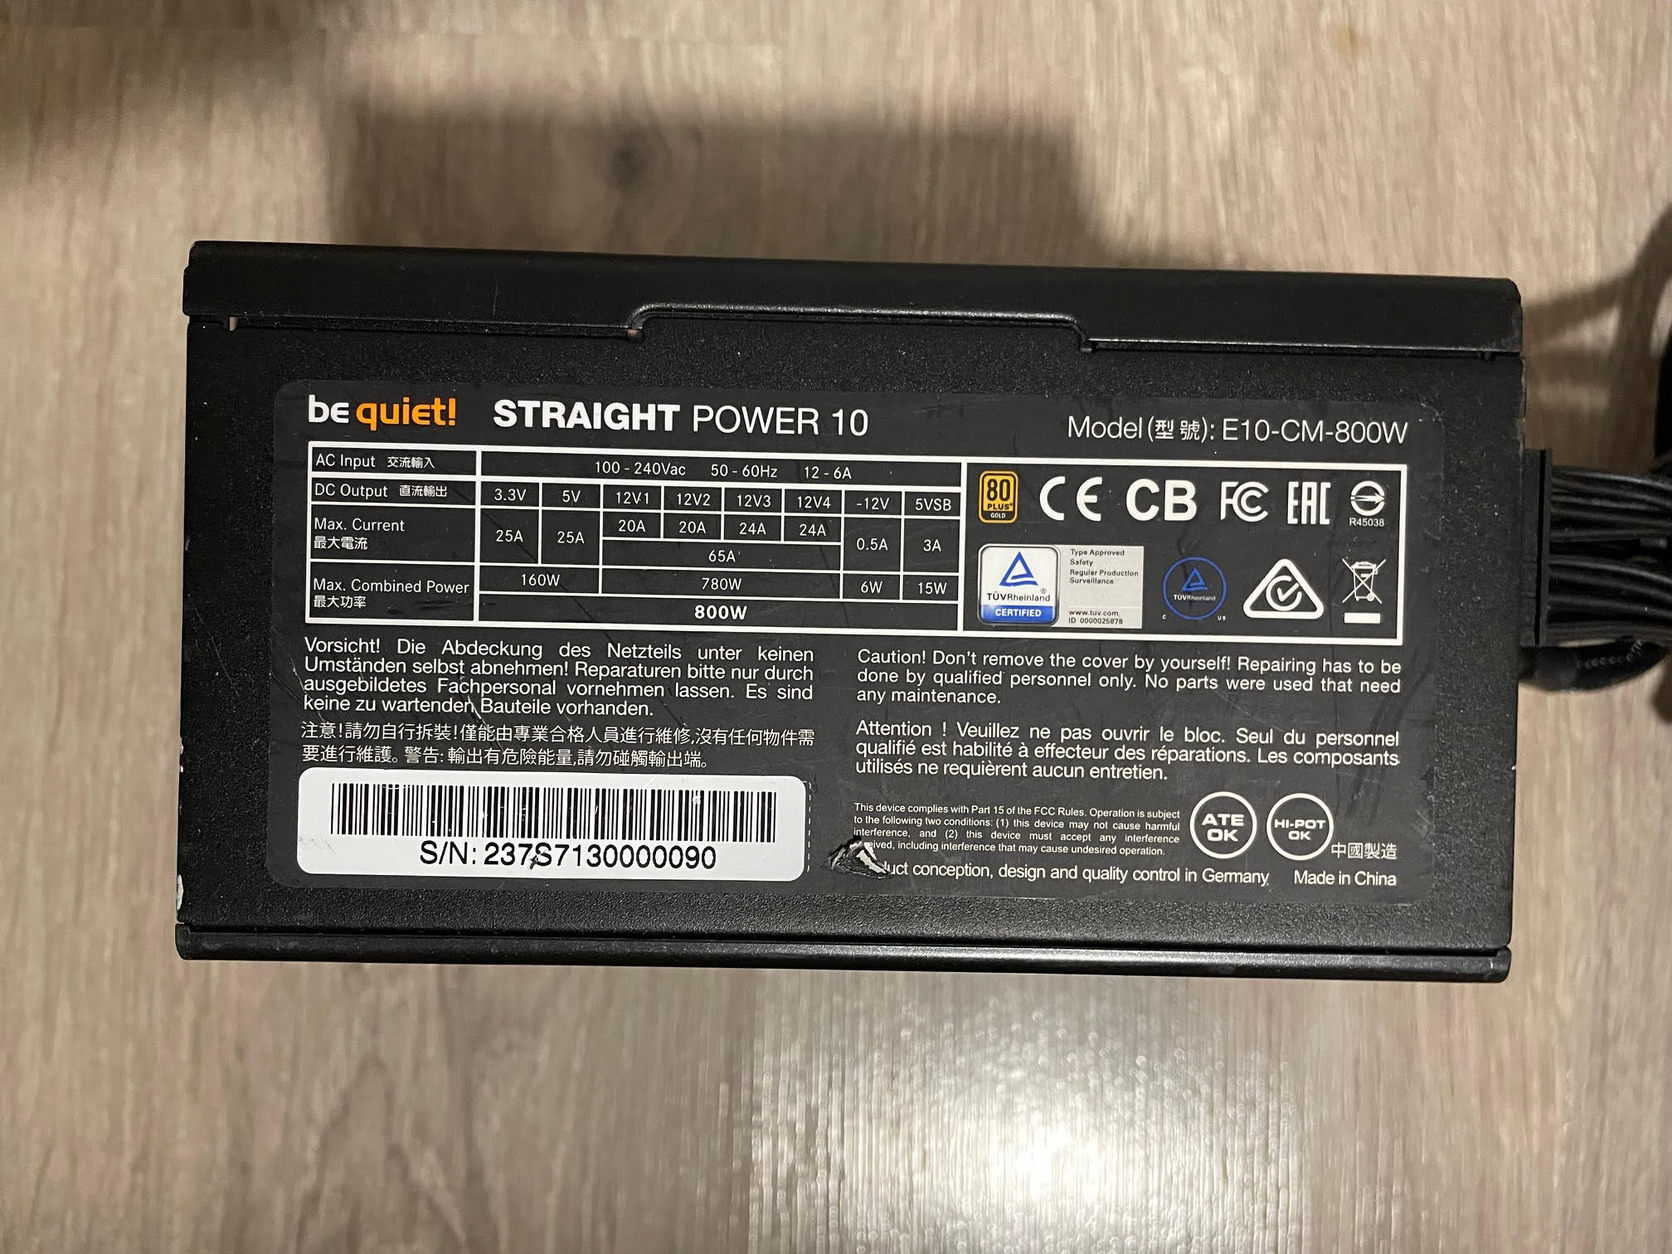 be quiet! STRAIGHT POWER 10
Model (型號): E10-CM-800W
AC Input 交流輸入 100 - 240Vac 50 - 60Hz 12 - 6A
DC Output 直流輸出 3.3V 5V 12V1 12V2 12V3 12V4 -12V 5VSB
Max. Current 最大電流 25A 25A 20A 20A 24A 24A 0.5A 3A
65A
Max. Combined Power 最大功率 160W 780W 6W 15W
800W
80 PLUS GOLD
CE CB FC EAC
R45038
TÜVRheinland
CERTIFIED
Type Approved
Safety
Regular Production
Surveillance
www.tuv.com
ID 0000025878
TÜVRheinland
C US
Vorsicht! Die Abdeckung des Netzteils unter keinen
Umständen selbst abnehmen! Reparaturen bitte nur durch
ausgebildetes Fachpersonal vornehmen lassen. Es sind
keine zu wartenden Bauteile vorhanden.
注意!請勿自行拆裝!僅能由專業合格人員進行維修,沒有任何物件需
要進行維護。警告: 輸出有危險能量,請勿碰觸輸出端。
S/N: 237S7130000090
Caution! Don't remove the cover by yourself! Repairing has to be
done by qualified personnel only. No parts were used that need
any maintenance.
Attention ! Veuillez ne pas ouvrir le bloc. Seul du personnel
qualifié est habilité à effecteur des réparations. Les composants
utilisés ne requièrent aucun entretien.
This device complies with Part 15 of the FCC Rules. Operation is subject
to the following two conditions: (1) this device may not cause harmful
interference, and (2) this device must accept any interference
eived, including interference that may cause undesired operation.
ATE OK
HI-POT OK
中國製造
uct conception, design and quality control in Germany. Made in China